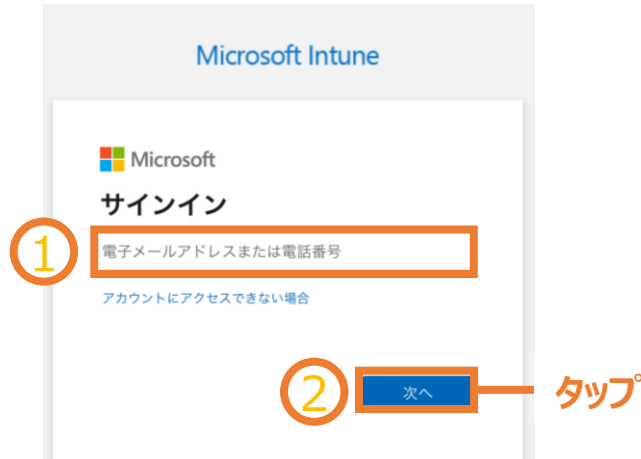 Microsoft Intune
Microsoft
サインイン
1
電子メールアドレスまたは電話番号
アカウントにアクセスできない場合
2
次へ
タップ